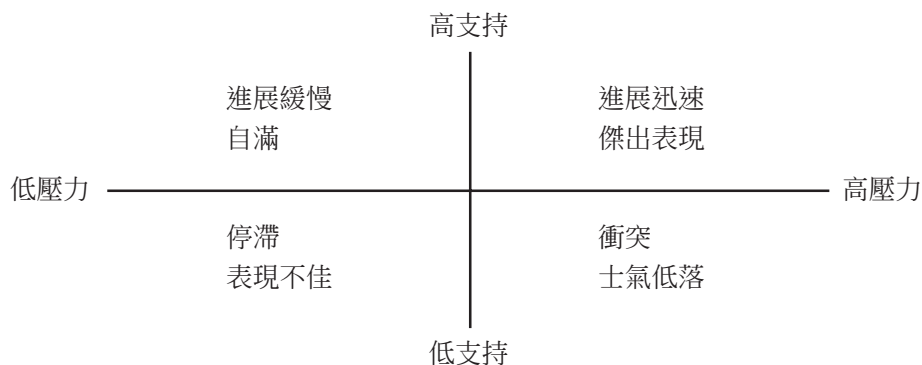 高支持
進展緩慢
自滿
進展迅速
傑出表現
低壓力
高壓力
停滯
表現不佳
衝突
士氣低落
低支持